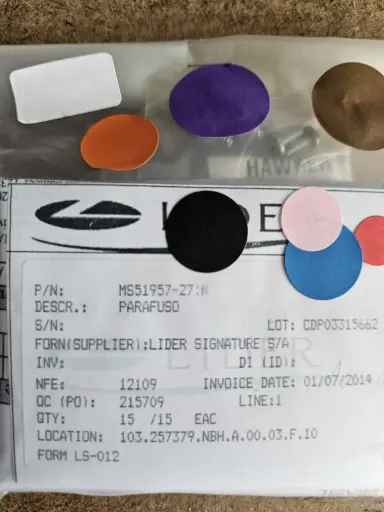 P/N: MS51957-27:N
DESCR.: PARAFUSO
S/N: LOT: CDP03315662
FORN(SUPPLIER):LIDER SIGNATURE S/A
INV: DI (ID):
NFE: 12109 INVOICE DATE: 01/07/2014
OC (PO): 215709 LINE:1
QTY: 15 /15 EAC
LOCATION: 103.257379.NBH.A.00.03.F.10
FORM LS-012
LIDER